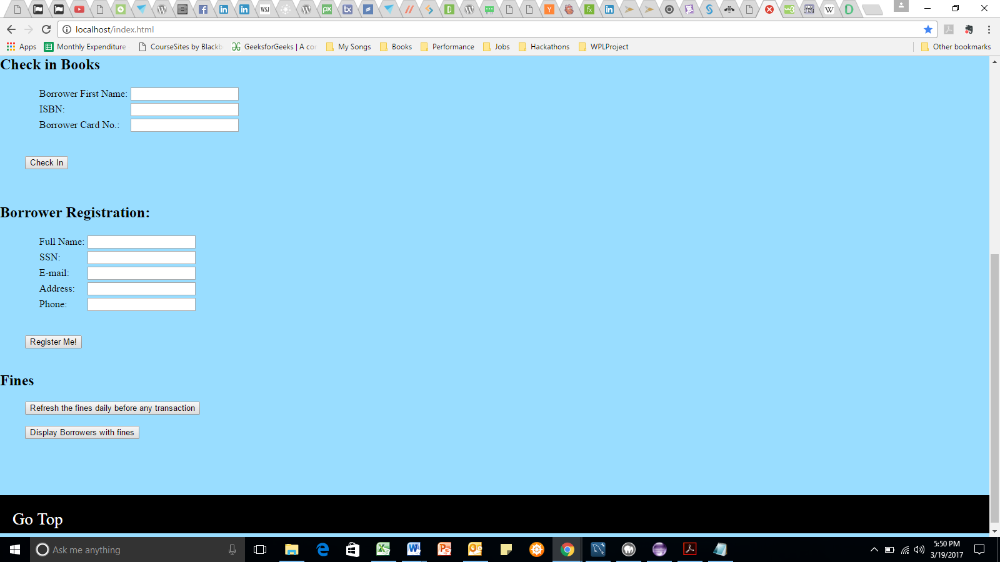 localhost/index.html
Apps Monthly Expenditure CourseSites by Blackb GeeksforGeeks | A co My Songs Books Performance Jobs Hackathons WPLProject Other bookmarks
Check in Books
Borrower First Name:
ISBN:
Borrower Card No.:
Check In
Borrower Registration:
Full Name:
SSN:
E-mail:
Address:
Phone:
Register Me!
Fines
Refresh the fines daily before any transaction
Display Borrowers with fines
Go Top
Ask me anything
5:50 PM
3/19/2017